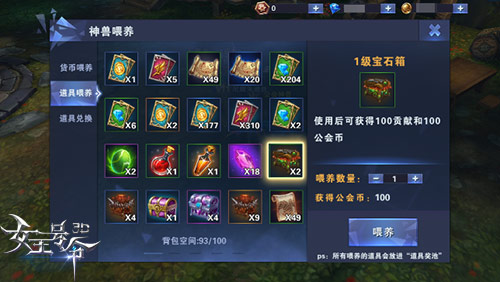 0
0
0
神兽喂养
货币喂养
道具喂养
道具兑换
X1
X5
X49
X20
X204
X6
X2
X177
X310
X2
X2
X1
X1
X18
X2
X4
X1
X4
X9
X49
背包空间:93/100
1级宝石箱
使用后可获得100贡献和100
公会币
喂养数量:
1
获得公会币: 100
喂养
ps:所有喂养的道具会放进“道具奖池”
女王号令